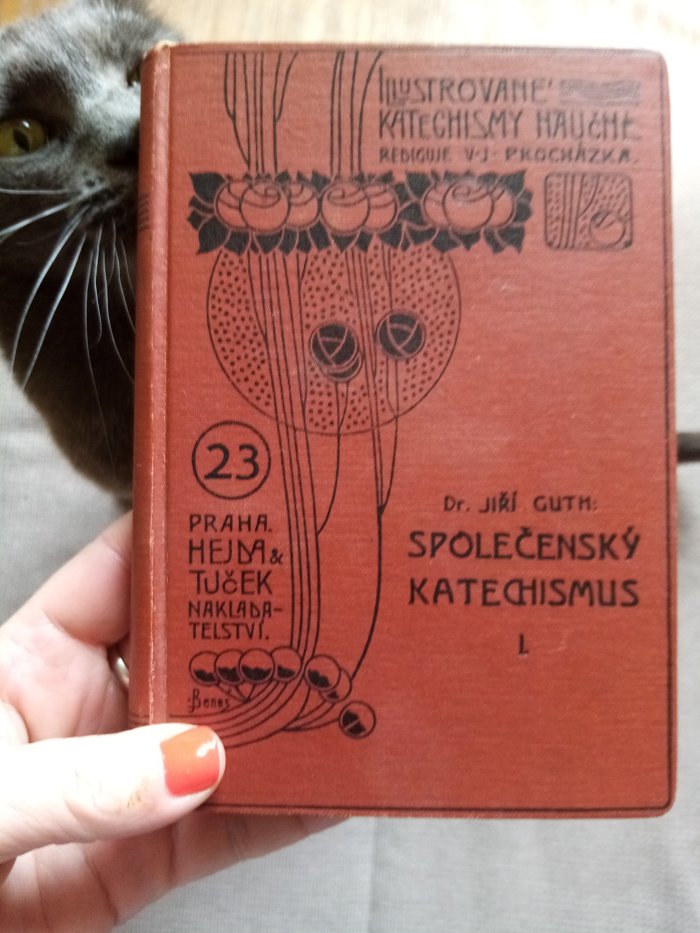 ILLUSTROVANÉ
KATECHISMY NAUČNÉ
REDIGUJE V·J· PROCHÁZKA.
23
PRAHA.
HEJDA &
TUČEK
NAKLADA-
TELSTVÍ.
Dr. JIŘÍ GUTH:
SPOLEČENSKÝ
KATECHISMUS
I.
Beneš